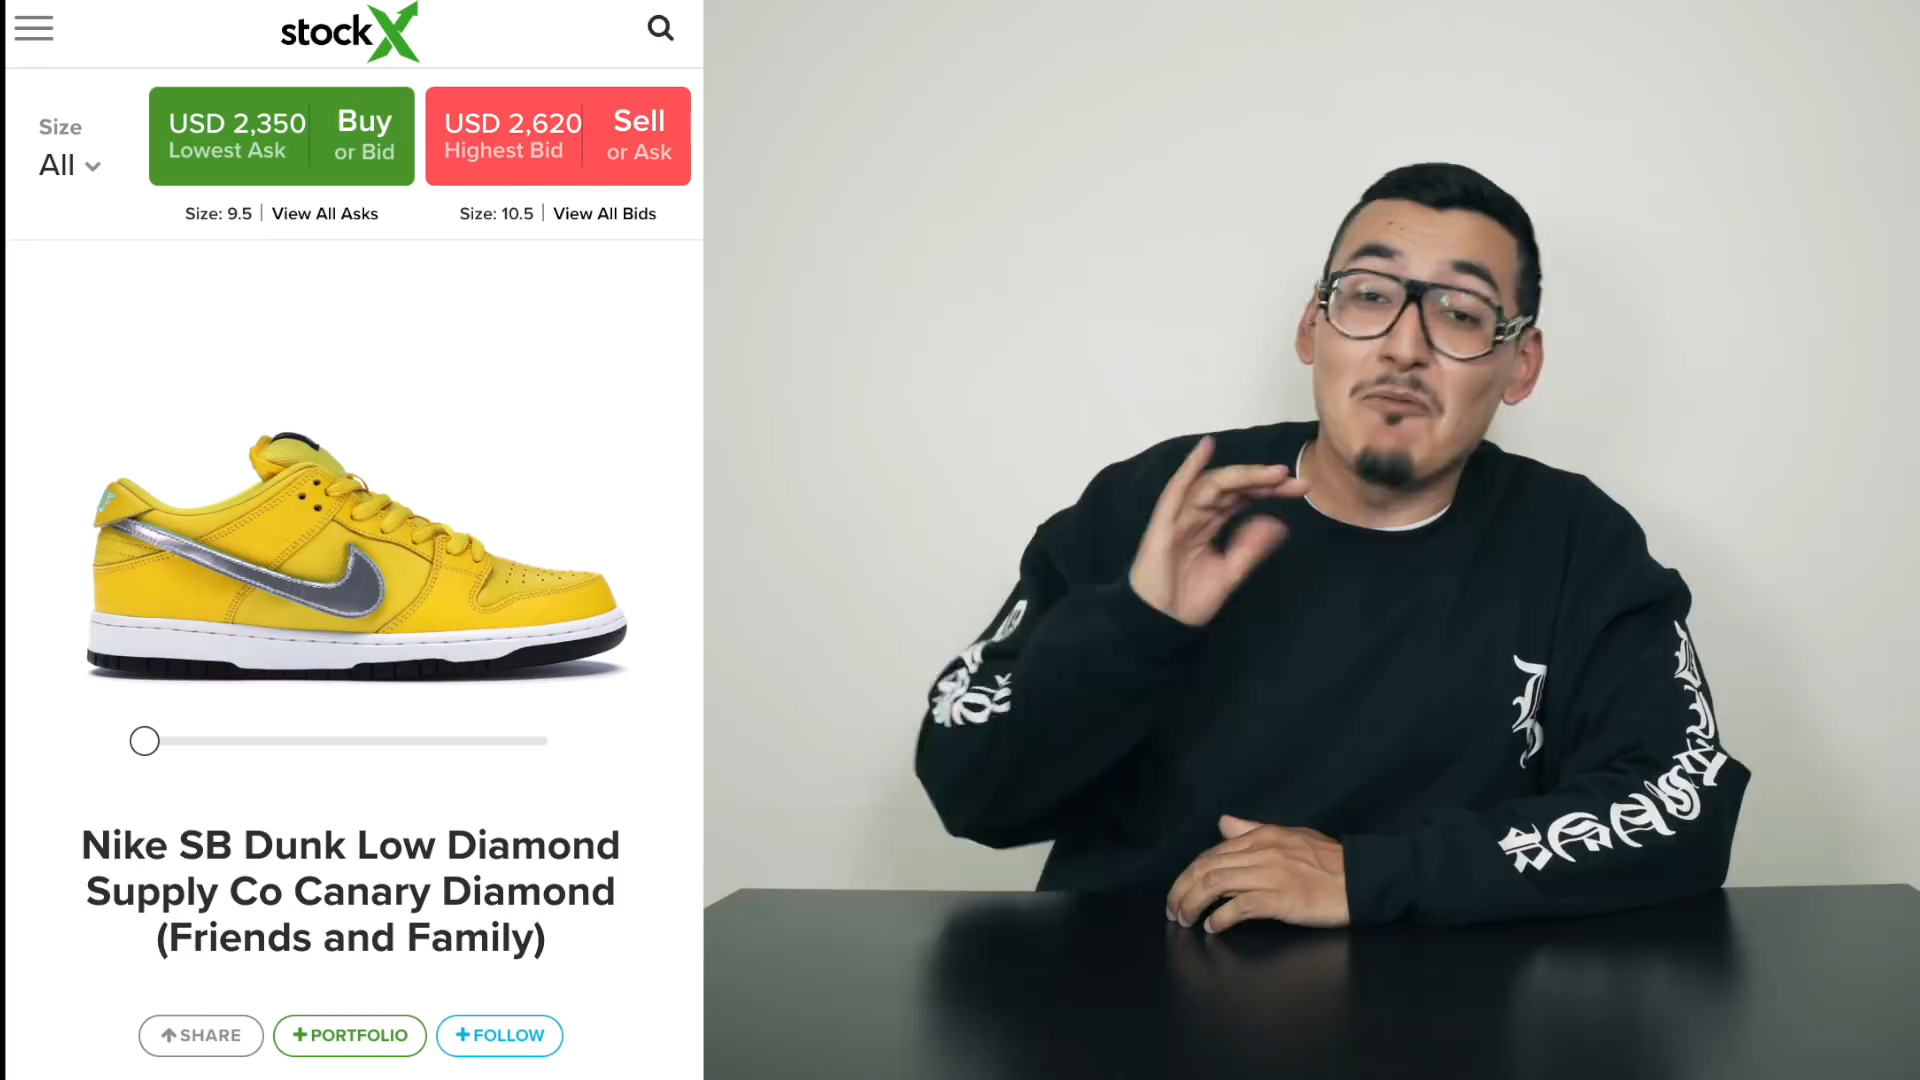 stockX
Size
All
USD 2,350
Lowest Ask
Buy
or Bid
USD 2,620
Highest Bid
Sell
or Ask
Size: 9.5 | View All Asks
Size: 10.5 | View All Bids
Nike SB Dunk Low Diamond
Supply Co Canary Diamond
(Friends and Family)
SHARE
+PORTFOLIO
+FOLLOW